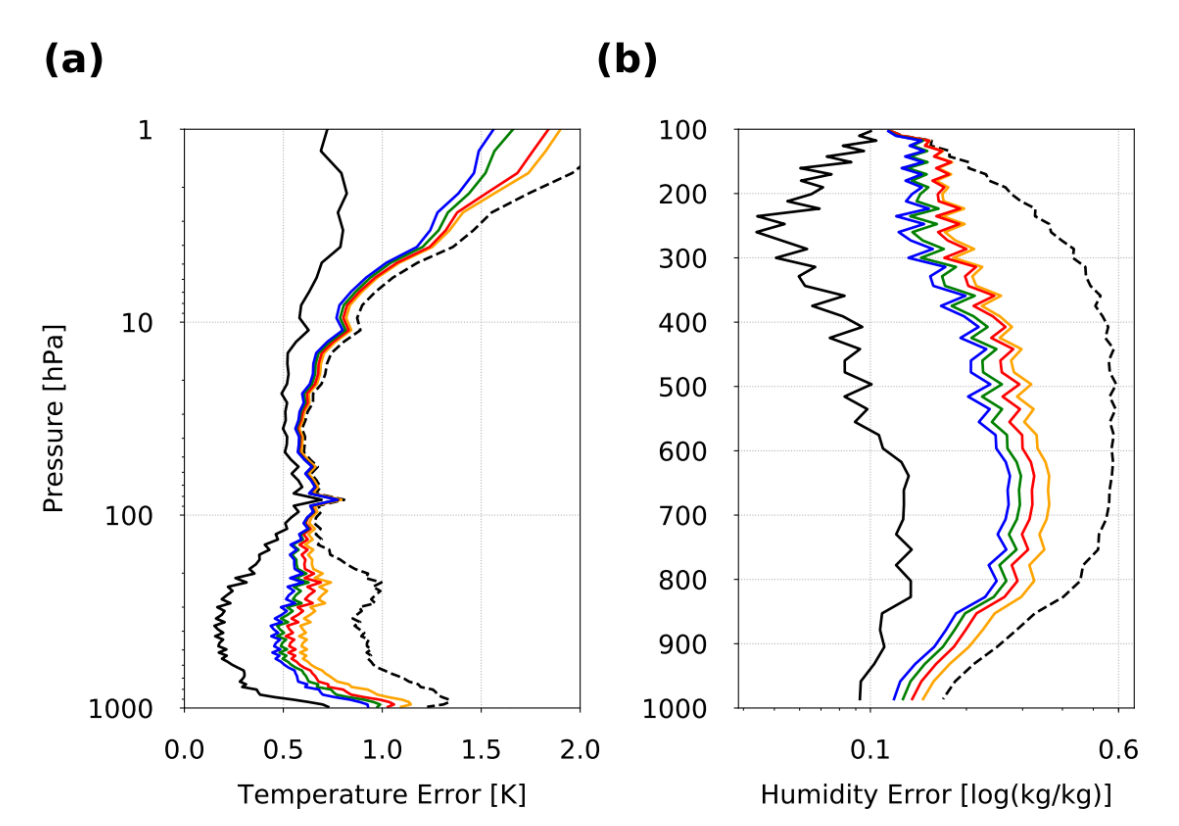 (a)
(b)
1
10
100
1000
Pressure [hPa]
0.0 0.5 1.0 1.5 2.0
Temperature Error [K]
100
200
300
400
500
600
700
800
900
1000
0.1 0.6
Humidity Error [log(kg/kg)]